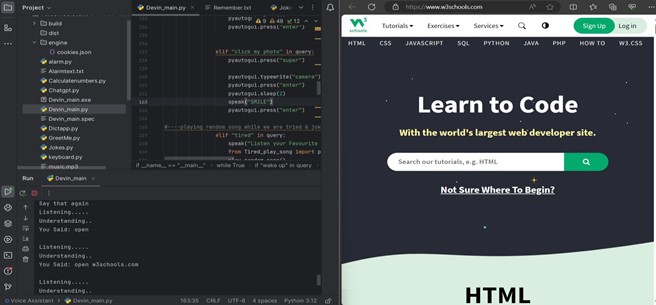 build
dist
engine
cookies.json
alarm.py
Alarmtext.txt
Calculatenumbers.py
Chatgpt.py
Devin_main.exe
Devin_main.py
Devin_main.spec
Dictapp.py
GreetMe.py
Jokes.py
keyboard.py
music.mp3
Devin_main.py
Remember.txt
9 48 12
pyautogui.press("enter")
elif "click my photo" in query:
pyautogui.press("super")
pyautogui.typewrite("camera")
pyautogui.press("enter")
pyautogui.sleep(2)
speak("SMILE")
pyautogui.press("enter")
#----playing random song while we are tried & jok
elif "tired" in query:
speak("Listen your Favourite
from Tired_play_song import p
if __name__ == "__main__"
while True
if "wake up" in query
Run
Devin_main
Say that again
Listening.....
Understanding..
You Said: open
Listening.....
Understanding..
You Said: open w3schools.com
Listening.....
Understanding..
Voice Assistant
Devin_main.py
163:35
CRLF
UTF-8
4 spaces
Python 3.12
https://www.w3schools.com
W3
schools
Tutorials
Exercises
Services
Sign Up
Log in
HTML
CSS
JAVASCRIPT
SQL
PYTHON
JAVA
PHP
HOW TO
W3.CSS
Learn to Code
With the world's largest web developer site.
Search our tutorials, e.g. HTML
Not Sure Where To Begin?
HTML